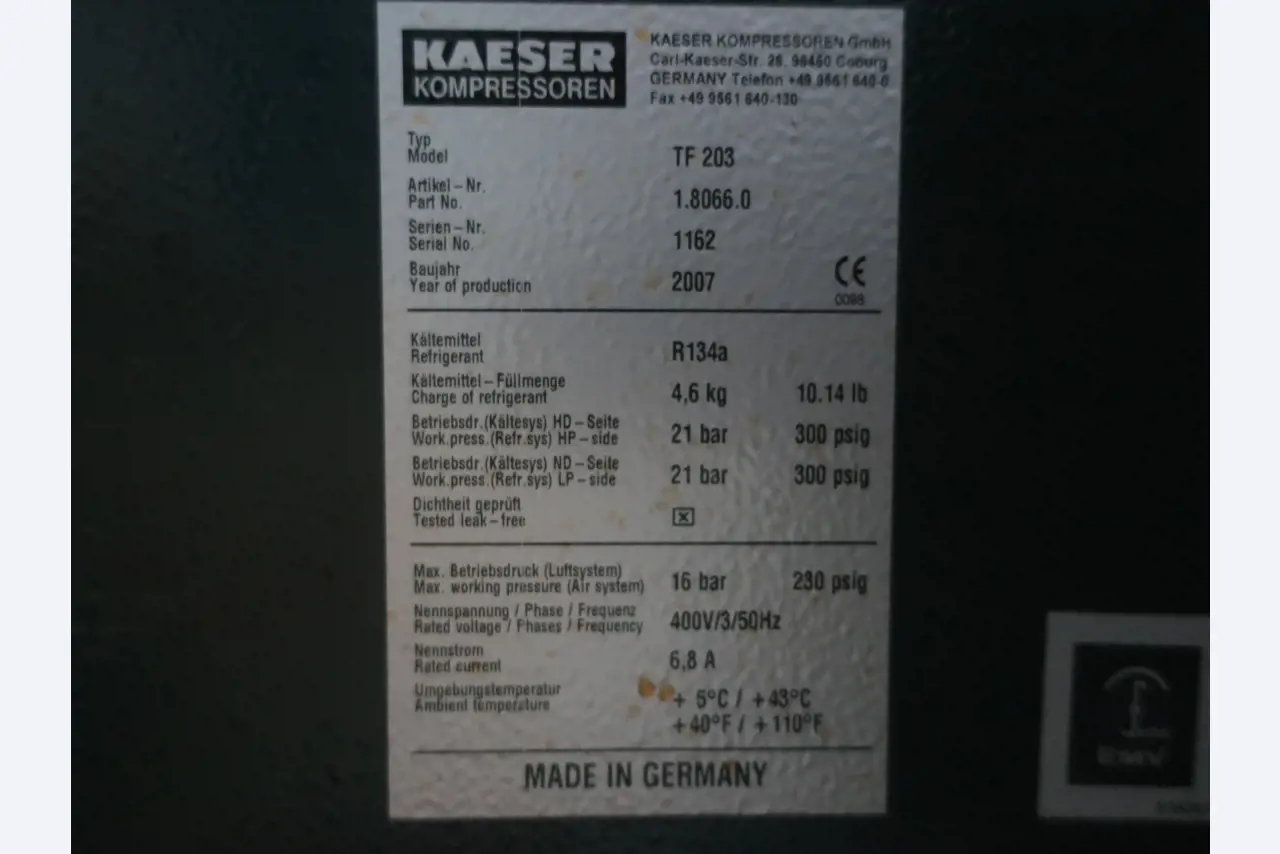 KAESER
KOMPRESSOREN
KAESER KOMPRESSOREN GmbH
Carl-Kaeser-Str. 26, 96450 Coburg
GERMANY Telefon +49 9561 640-0
Fax +49 9561 640-130
Typ
Model
TF 203
Artikel – Nr.
Part No.
1.8066.0
Serien – Nr.
Serial No.
1162
Baujahr
Year of production
2007
CE
0098
Kältemittel
Refrigerant
R134a
Kältemittel – Füllmenge
Charge of refrigerant
4,6 kg 10.14 lb
Betriebsdr.(Kältesys) HD – Seite
Work.press.(Refr.sys) HP – side
21 bar 300 psig
Betriebsdr.(Kältesys) ND – Seite
Work.press.(Refr.sys) LP – side
21 bar 300 psig
Dichtheit geprüft
Tested leak – free
Max. Betriebsdruck (Luftsystem)
Max. working pressure (Air system)
16 bar 230 psig
Nennspannung / Phase / Frequenz
Rated voltage / Phases / Frequency
400V/3/50Hz
Nennstrom
Rated current
6,8 A
Umgebungstemperatur
Ambient temperature
+ 5°C / +43°C
+40°F / +110°F
MADE IN GERMANY
EMV